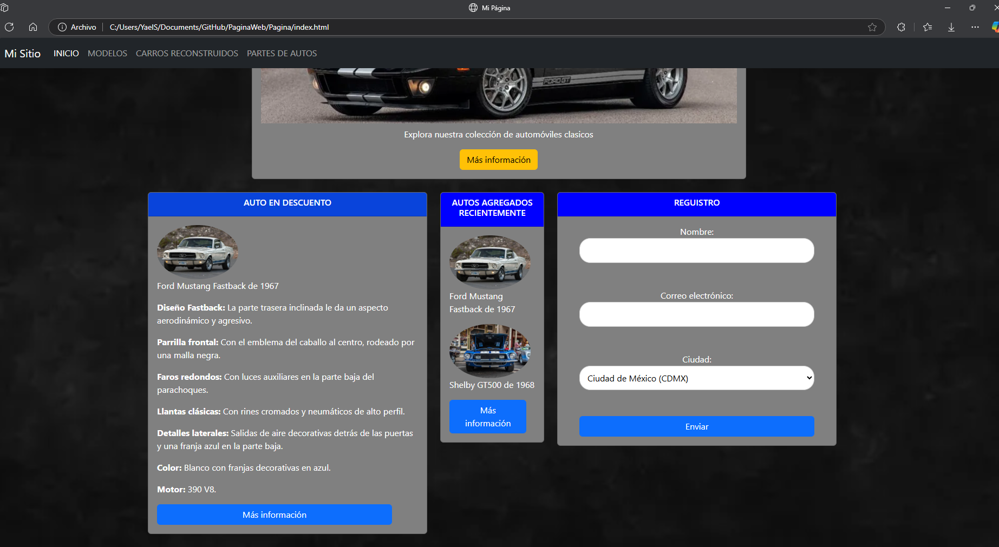 Mi Página
Archivo
C:/Users/YaelS/Documents/GitHub/PaginaWeb/Pagina/index.html
Mi Sitio
INICIO
MODELOS
CARROS RECONSTRUIDOS
PARTES DE AUTOS
FORD GT
Explora nuestra colección de automóviles clasicos
Más información
AUTO EN DESCUENTO
Ford Mustang Fastback de 1967
Diseño Fastback: La parte trasera inclinada le da un aspecto
aerodinámico y agresivo.
Parrilla frontal: Con el emblema del caballo al centro, rodeado por
una malla negra.
Faros redondos: Con luces auxiliares en la parte baja del
parachoques.
Llantas clásicas: Con rines cromados y neumáticos de alto perfil.
Detalles laterales: Salidas de aire decorativas detrás de las puertas
y una franja azul en la parte baja.
Color: Blanco con franjas decorativas en azul.
Motor: 390 V8.
Más información
AUTOS AGREGADOS
RECIENTEMENTE
Ford Mustang
Fastback de 1967
Shelby GT500 de 1968
Más
información
REGUISTRO
Nombre:
Correo electrónico:
Ciudad:
Ciudad de México (CDMX)
Enviar